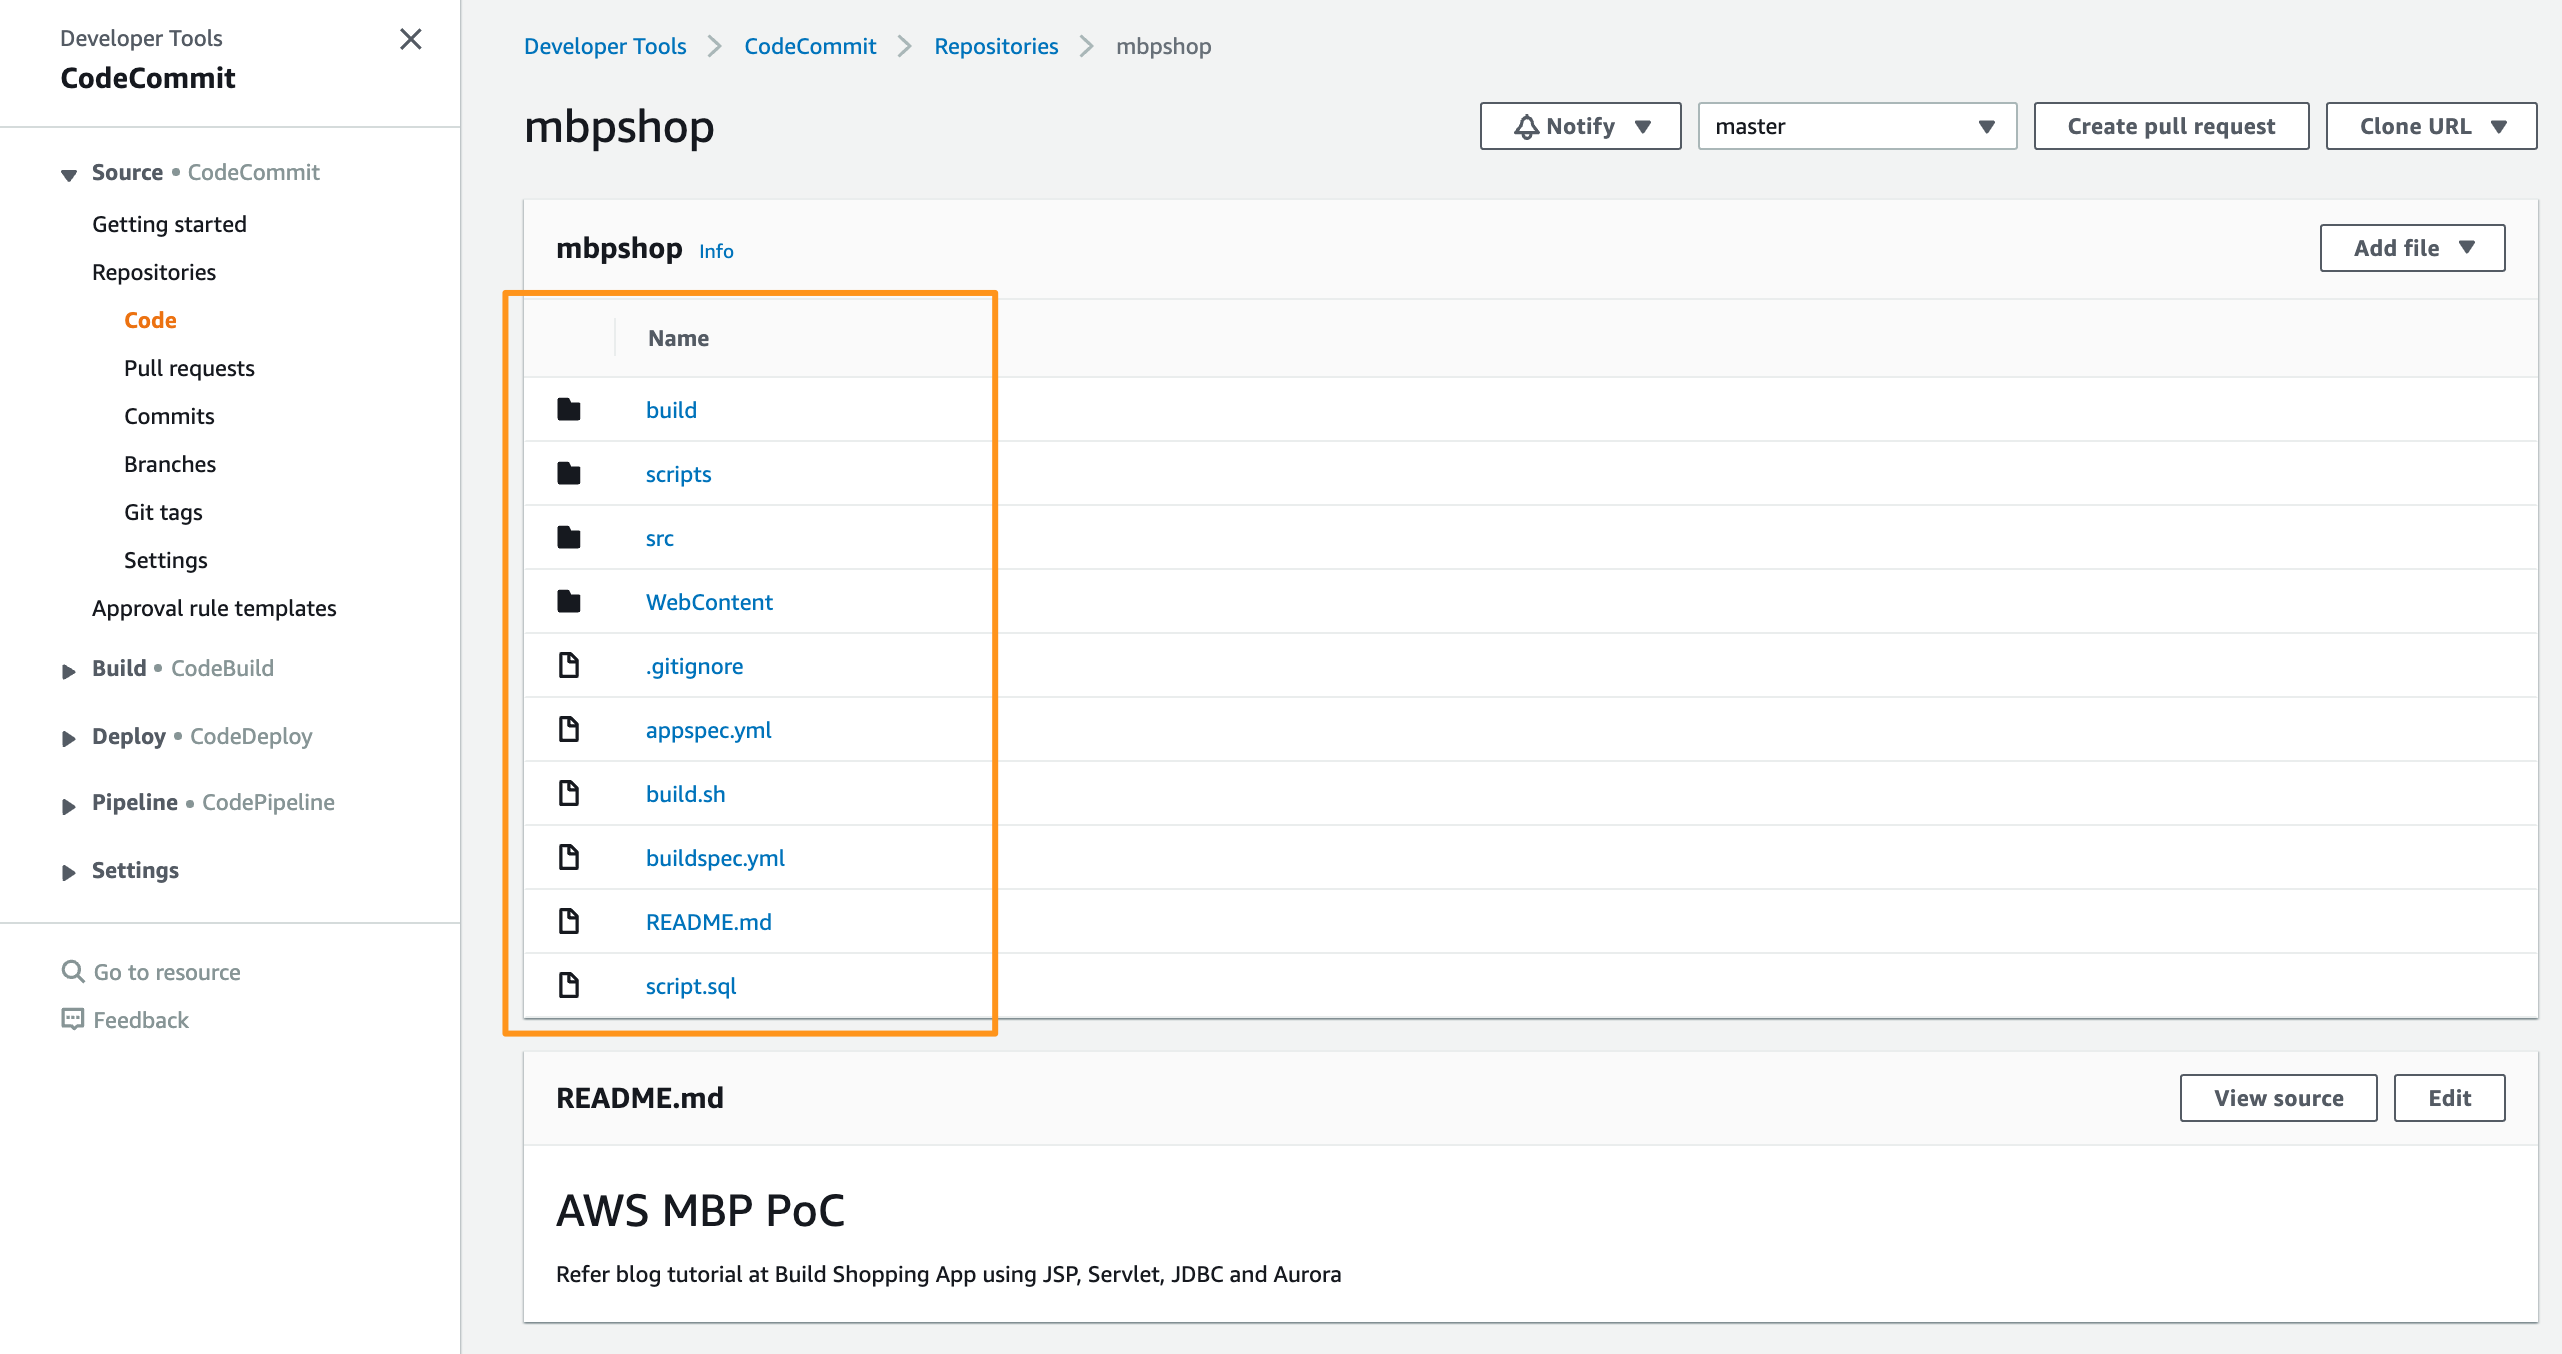 Developer Tools
CodeCommit
Source • CodeCommit
Getting started
Repositories
Code
Pull requests
Commits
Branches
Git tags
Settings
Approval rule templates
Build • CodeBuild
Deploy • CodeDeploy
Pipeline • CodePipeline
Settings
Go to resource
Feedback
Developer Tools > CodeCommit > Repositories > mbpshop
mbpshop
Notify
master
Create pull request
Clone URL
mbpshop Info
Add file
Name
build
scripts
src
WebContent
.gitignore
appspec.yml
build.sh
buildspec.yml
README.md
script.sql
README.md
View source
Edit
AWS MBP PoC
Refer blog tutorial at Build Shopping App using JSP, Servlet, JDBC and Aurora